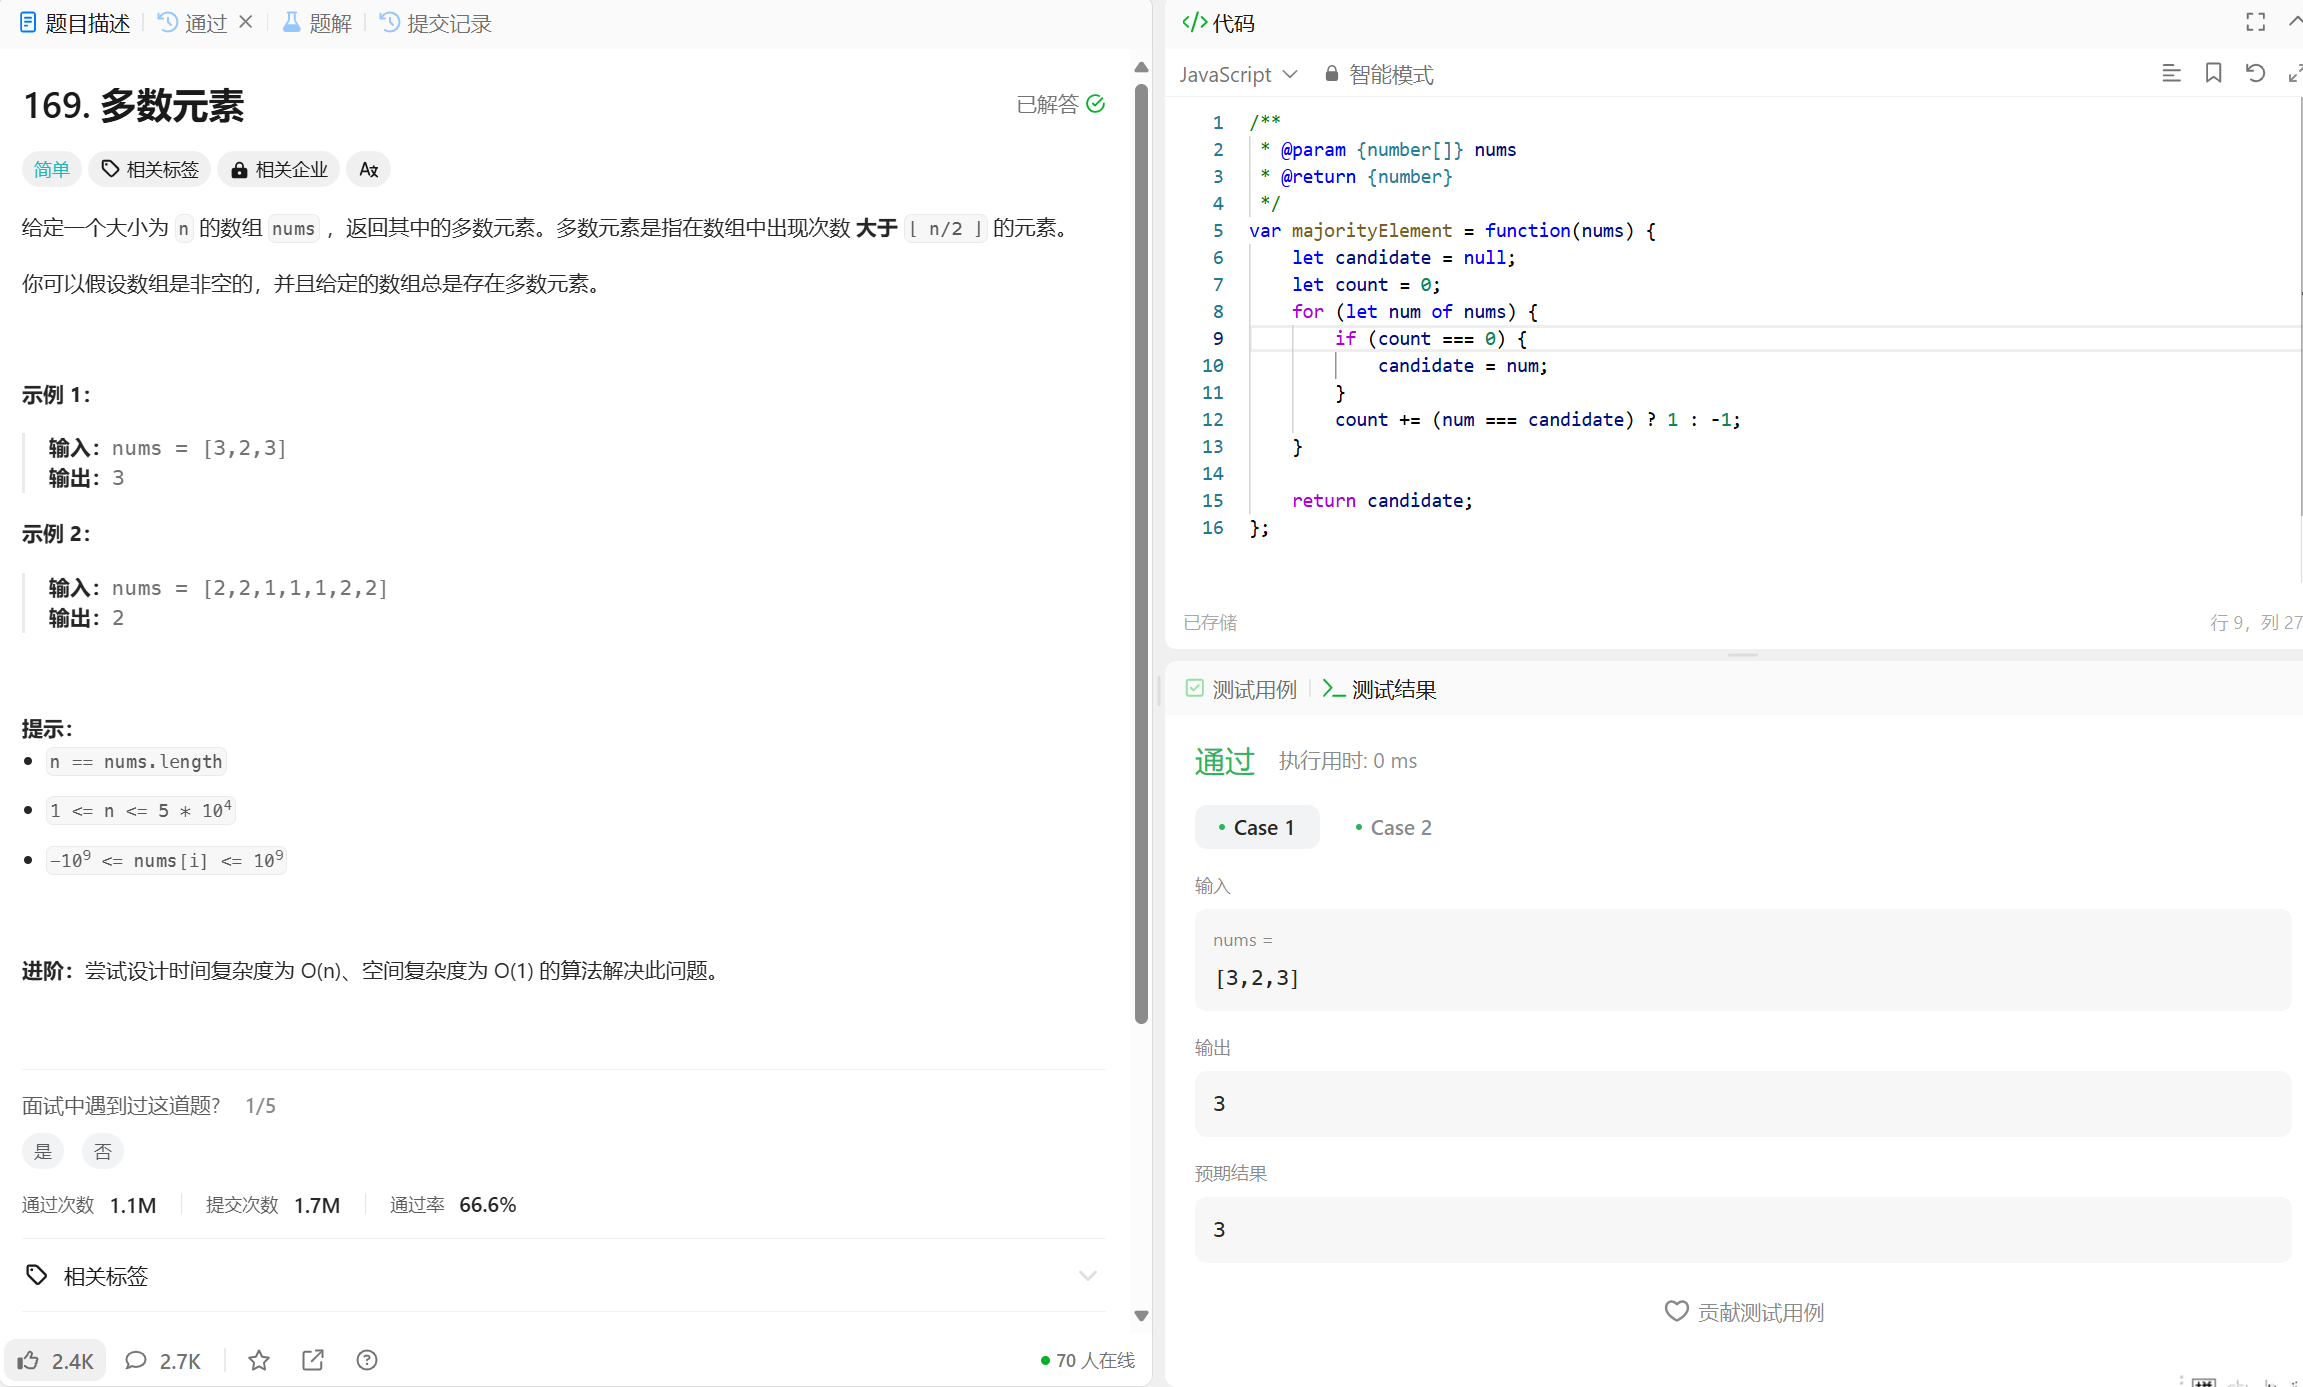 题目描述 通过 题解 提交记录
169. 多数元素
已解答
简单 相关标签 相关企业
给定一个大小为 n 的数组 nums ，返回其中的多数元素。多数元素是指在数组中出现次数 大于 ⌊ n/2 ⌋ 的元素。
你可以假设数组是非空的，并且给定的数组总是存在多数元素。
示例 1：
输入：nums = [3,2,3]
输出：3
示例 2：
输入：nums = [2,2,1,1,1,2,2]
输出：2
提示：
n == nums.length
1 <= n <= 5 * 10⁴
-10⁹ <= nums[i] <= 10⁹
进阶：尝试设计时间复杂度为 O(n)、空间复杂度为 O(1) 的算法解决此问题。
面试中遇到过这道题? 1/5
是 否
通过次数 1.1M 提交次数 1.7M 通过率 66.6%
相关标签
2.4K 2.7K 70 人在线
</> 代码
JavaScript 智能模式
1 /**
2  * @param {number[]} nums
3  * @return {number}
4  */
5 var majorityElement = function(nums) {
6     let candidate = null;
7     let count = 0;
8     for (let num of nums) {
9         if (count === 0) {
10             candidate = num;
11         }
12         count += (num === candidate) ? 1 : -1;
13     }
14
15     return candidate;
16 };
已存储 行 9，列 27
测试用例 测试结果
通过 执行用时: 0 ms
Case 1 Case 2
输入
nums =
[3,2,3]
输出
3
预期结果
3
贡献测试用例